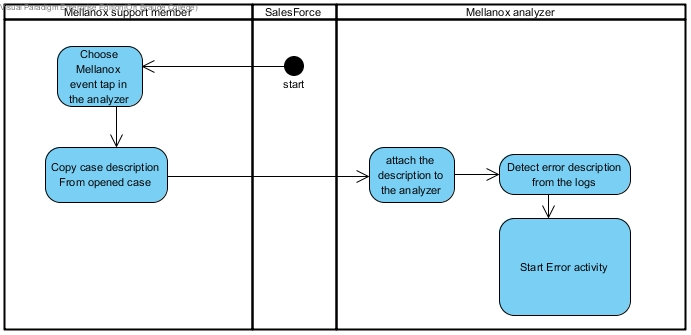 Mellanox support member
SalesForce
Mellanox analyzer
Choose
Mellanox
event tap in
the analyzer
start
Copy case description
From opened case
attach the
description to
the analyzer
Detect error description
from the logs
Start Error activity